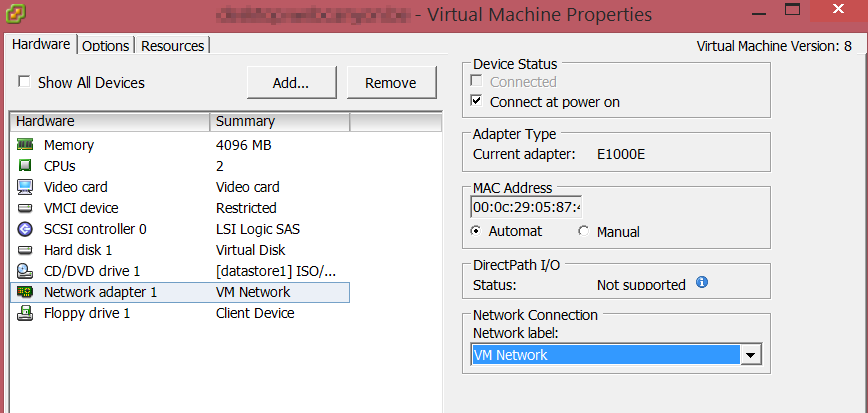 - Virtual Machine Properties
Hardware Options Resources
Virtual Machine Version: 8
Show All Devices
Add...
Remove
Hardware Summary
Memory 4096 MB
CPUs 2
Video card Video card
VMCI device Restricted
SCSI controller 0 LSI Logic SAS
Hard disk 1 Virtual Disk
CD/DVD drive 1 [datastore1] ISO/...
Network adapter 1 VM Network
Floppy drive 1 Client Device
Device Status
Connected
Connect at power on
Adapter Type
Current adapter: E1000E
MAC Address
00:0c:29:05:87:
Automat Manual
DirectPath I/O
Status: Not supported
Network Connection
Network label:
VM Network